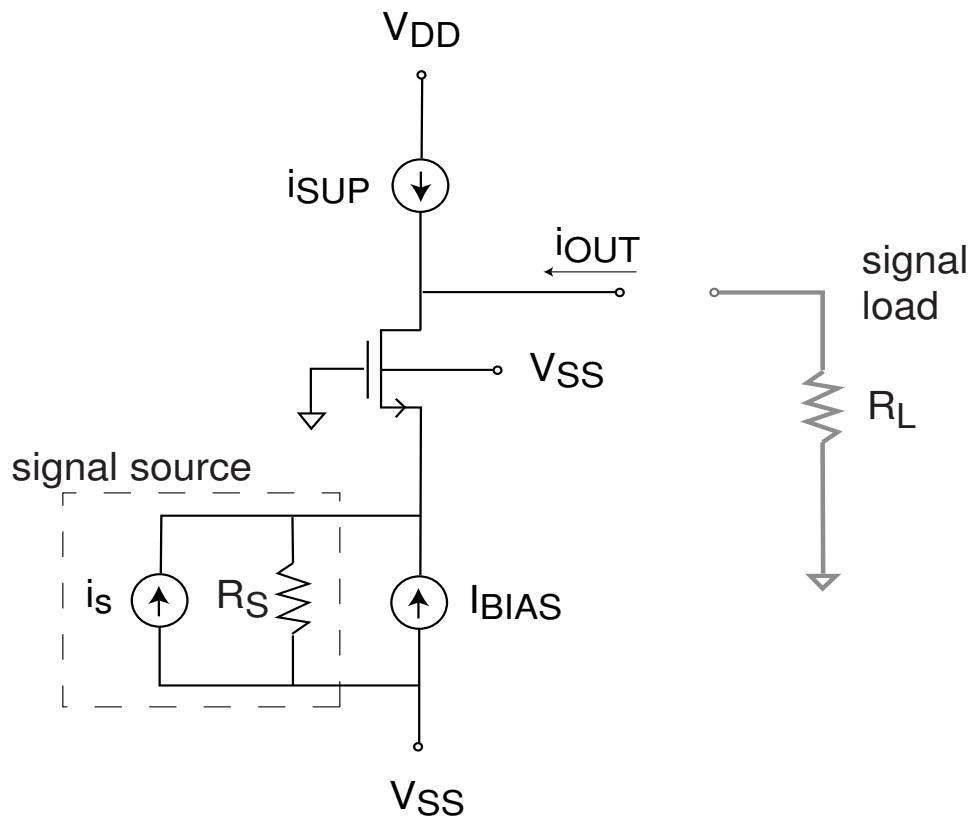 VDD
iSUP
iOUT
signal
load
VSS
RL
signal source
is
RS
IBIAS
VSS